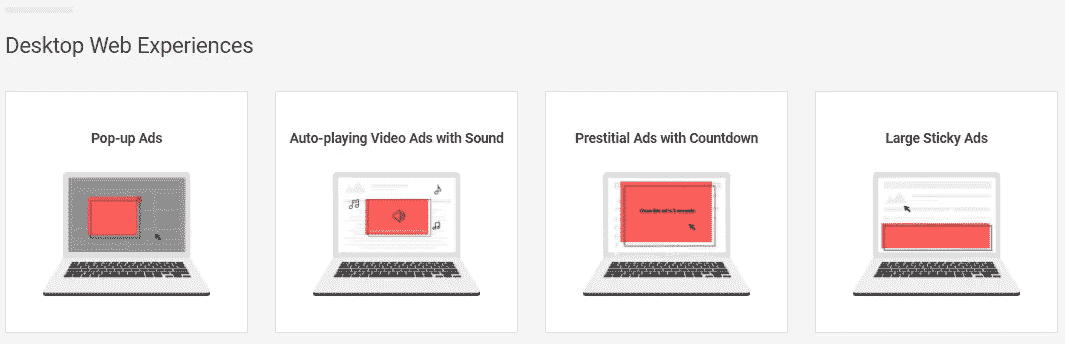 Desktop Web Experiences
Pop-up Ads
Auto-playing Video Ads with Sound
Prestitial Ads with Countdown
Large Sticky Ads